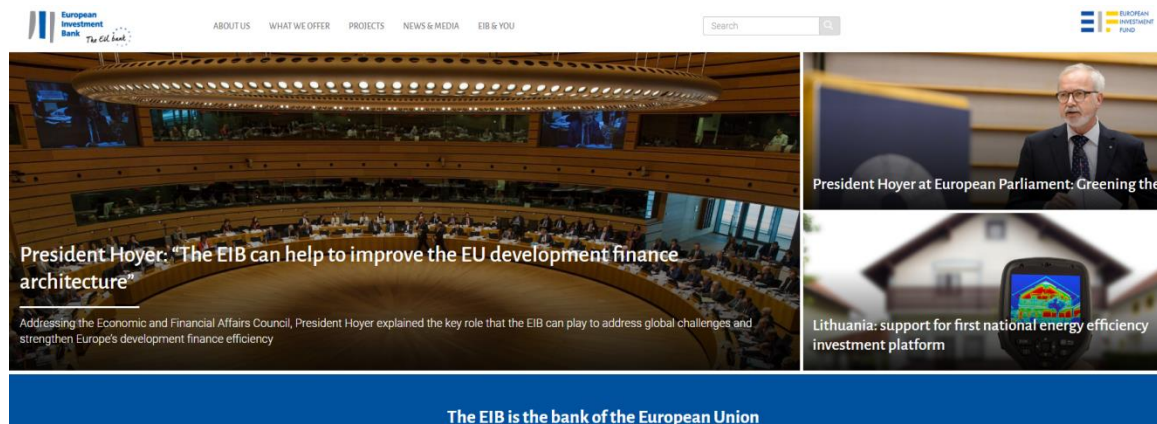 European
Investment
Bank
The EU bank
ABOUT US
WHAT WE OFFER
PROJECTS
NEWS & MEDIA
EIB & YOU
Search
EUROPEAN
INVESTMENT
FUND
President Hoyer: “The EIB can help to improve the EU development finance
architecture”
Addressing the Economic and Financial Affairs Council, President Hoyer explained the key role that the EIB can play to address global challenges and
strengthen Europe's development finance efficiency
President Hoyer at European Parliament: Greening the
Lithuania: support for first national energy efficiency
investment platform
The EIB is the bank of the European Union